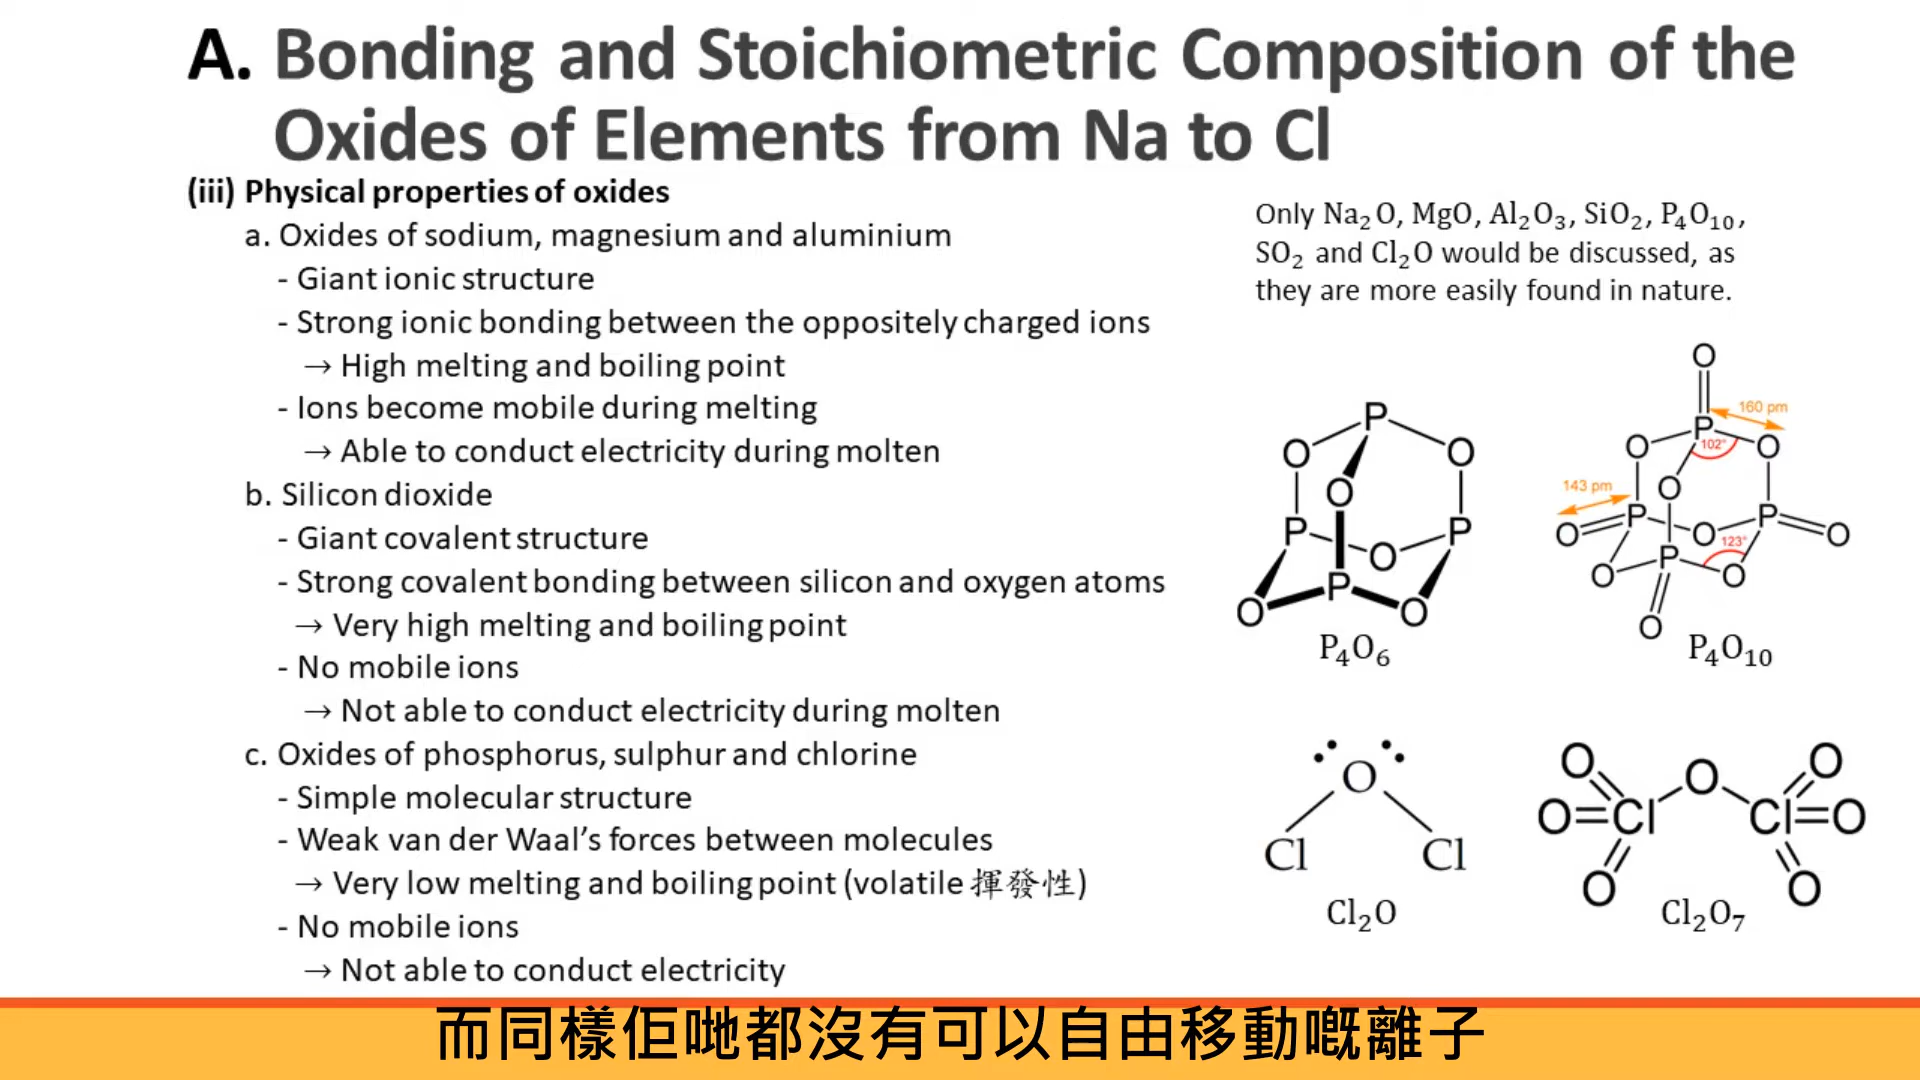 A. Bonding and Stoichiometric Composition of the
Oxides of Elements from Na to Cl
(iii) Physical properties of oxides
a. Oxides of sodium, magnesium and aluminium
- Giant ionic structure
- Strong ionic bonding between the oppositely charged ions
→ High melting and boiling point
- Ions become mobile during melting
→ Able to conduct electricity during molten
b. Silicon dioxide
- Giant covalent structure
- Strong covalent bonding between silicon and oxygen atoms
→ Very high melting and boiling point
- No mobile ions
→ Not able to conduct electricity during molten
c. Oxides of phosphorus, sulphur and chlorine
- Simple molecular structure
- Weak van der Waal’s forces between molecules
→ Very low melting and boiling point (volatile 揮發性)
- No mobile ions
→ Not able to conduct electricity
Only Na₂O, MgO, Al₂O₃, SiO₂, P₄O₁₀,
SO₂ and Cl₂O would be discussed, as
they are more easily found in nature.
P
O O
O
P P
O
P
O O
P₄O₆
O
160 pm
P
102°
O O
143 pm
O
P P
O O O
123°
P
O O
O
P₄O₁₀
O
Cl Cl
Cl₂O
O O
O
O=Cl Cl=O
O O
Cl₂O₇
而同樣佢哋都沒有可以自由移動嘅離子